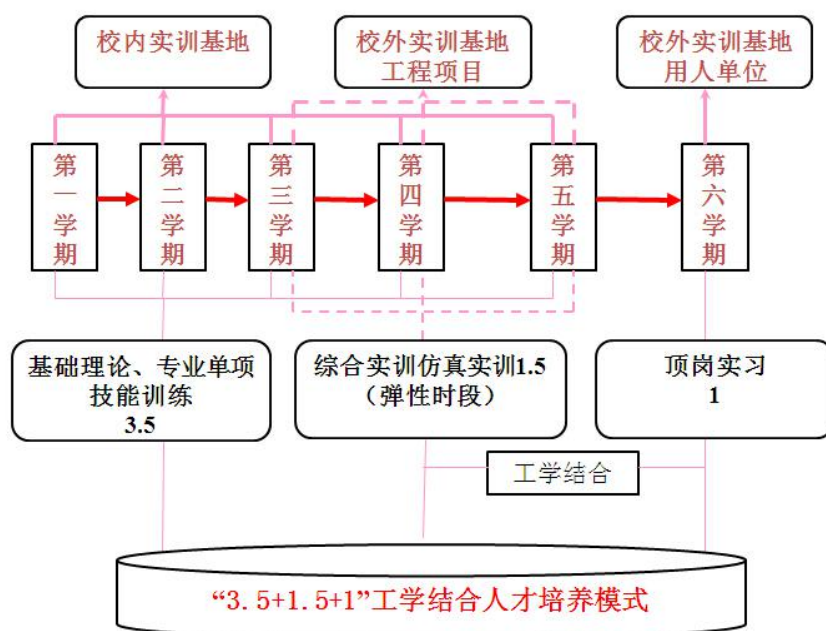 校内实训基地
校外实训基地
工程项目
校外实训基地
用人单位
第一学期
第二学期
第三学期
第四学期
第五学期
第六学期
基础理论、专业单项
技能训练
3.5
综合实训仿真实训1.5
（弹性时段）
顶岗实习
1
工学结合
“3.5+1.5+1”工学结合人才培养模式